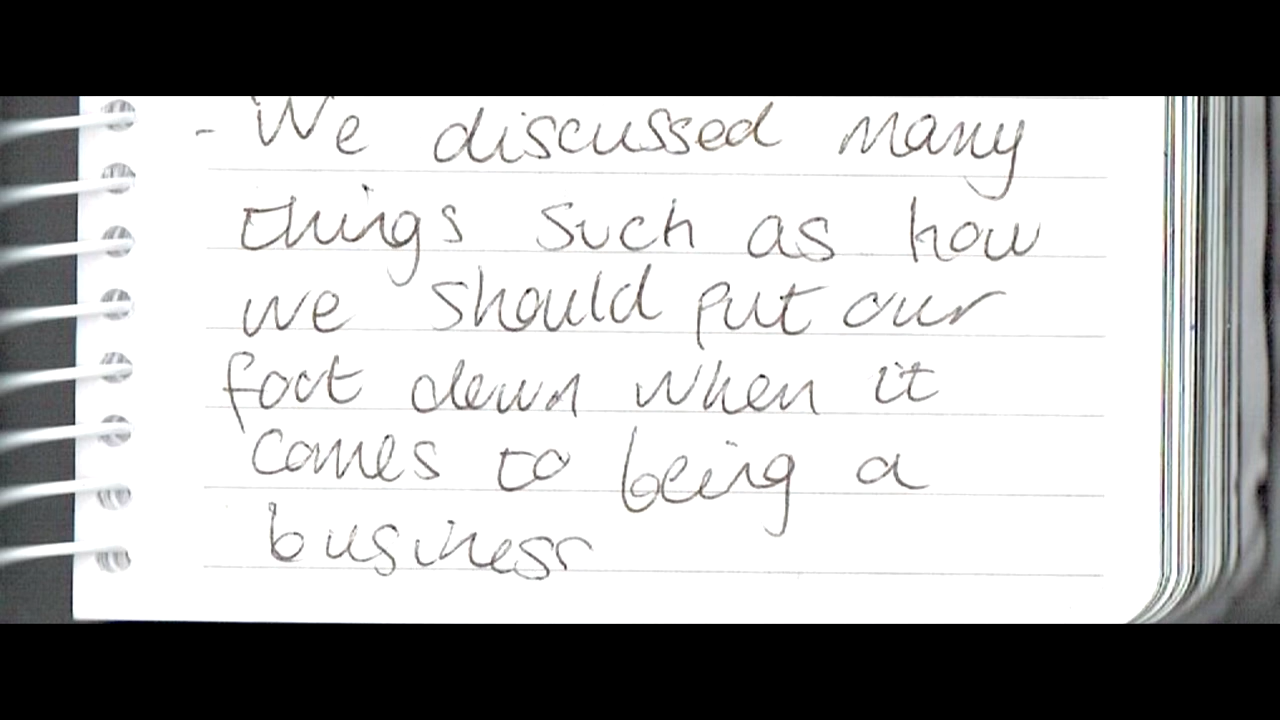 - We discussed many
things such as how
we should put our
foot down when it
comes to being a
business